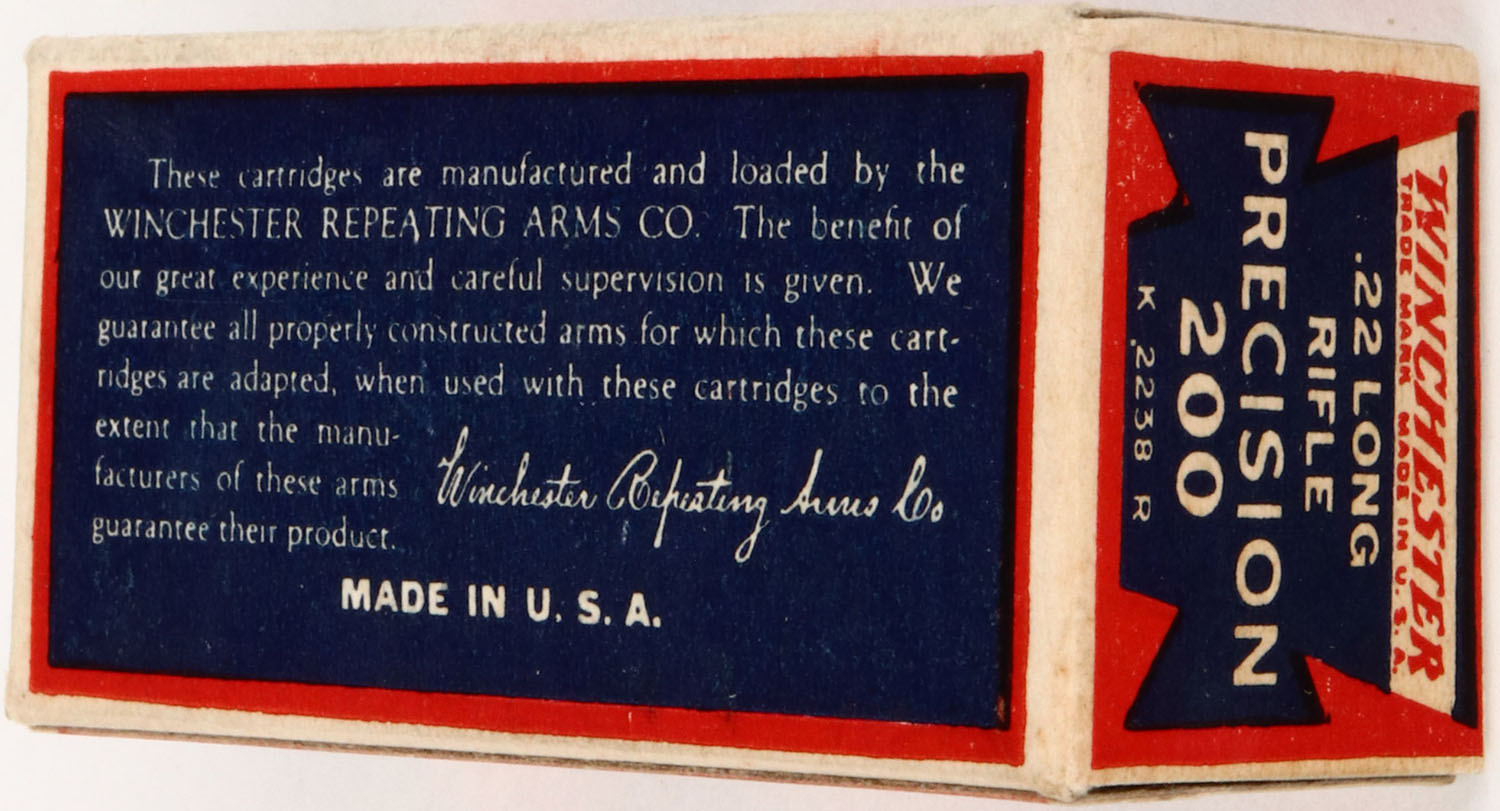 These cartridges are manufactured and loaded by the
WINCHESTER REPEATING ARMS CO. The benefit of
our great experience and careful supervision is given. We
guarantee all properly constructed arms for which these cart-
ridges are adapted, when used with these cartridges to the
extent that the manu-
facturers of these arms
guarantee their product.
Winchester Repeating Arms Co
MADE IN U. S. A.
WINCHESTER
TRADE MARK MADE IN U. S. A.
.22 LONG
RIFLE
PRECISION
200
K 2238 R